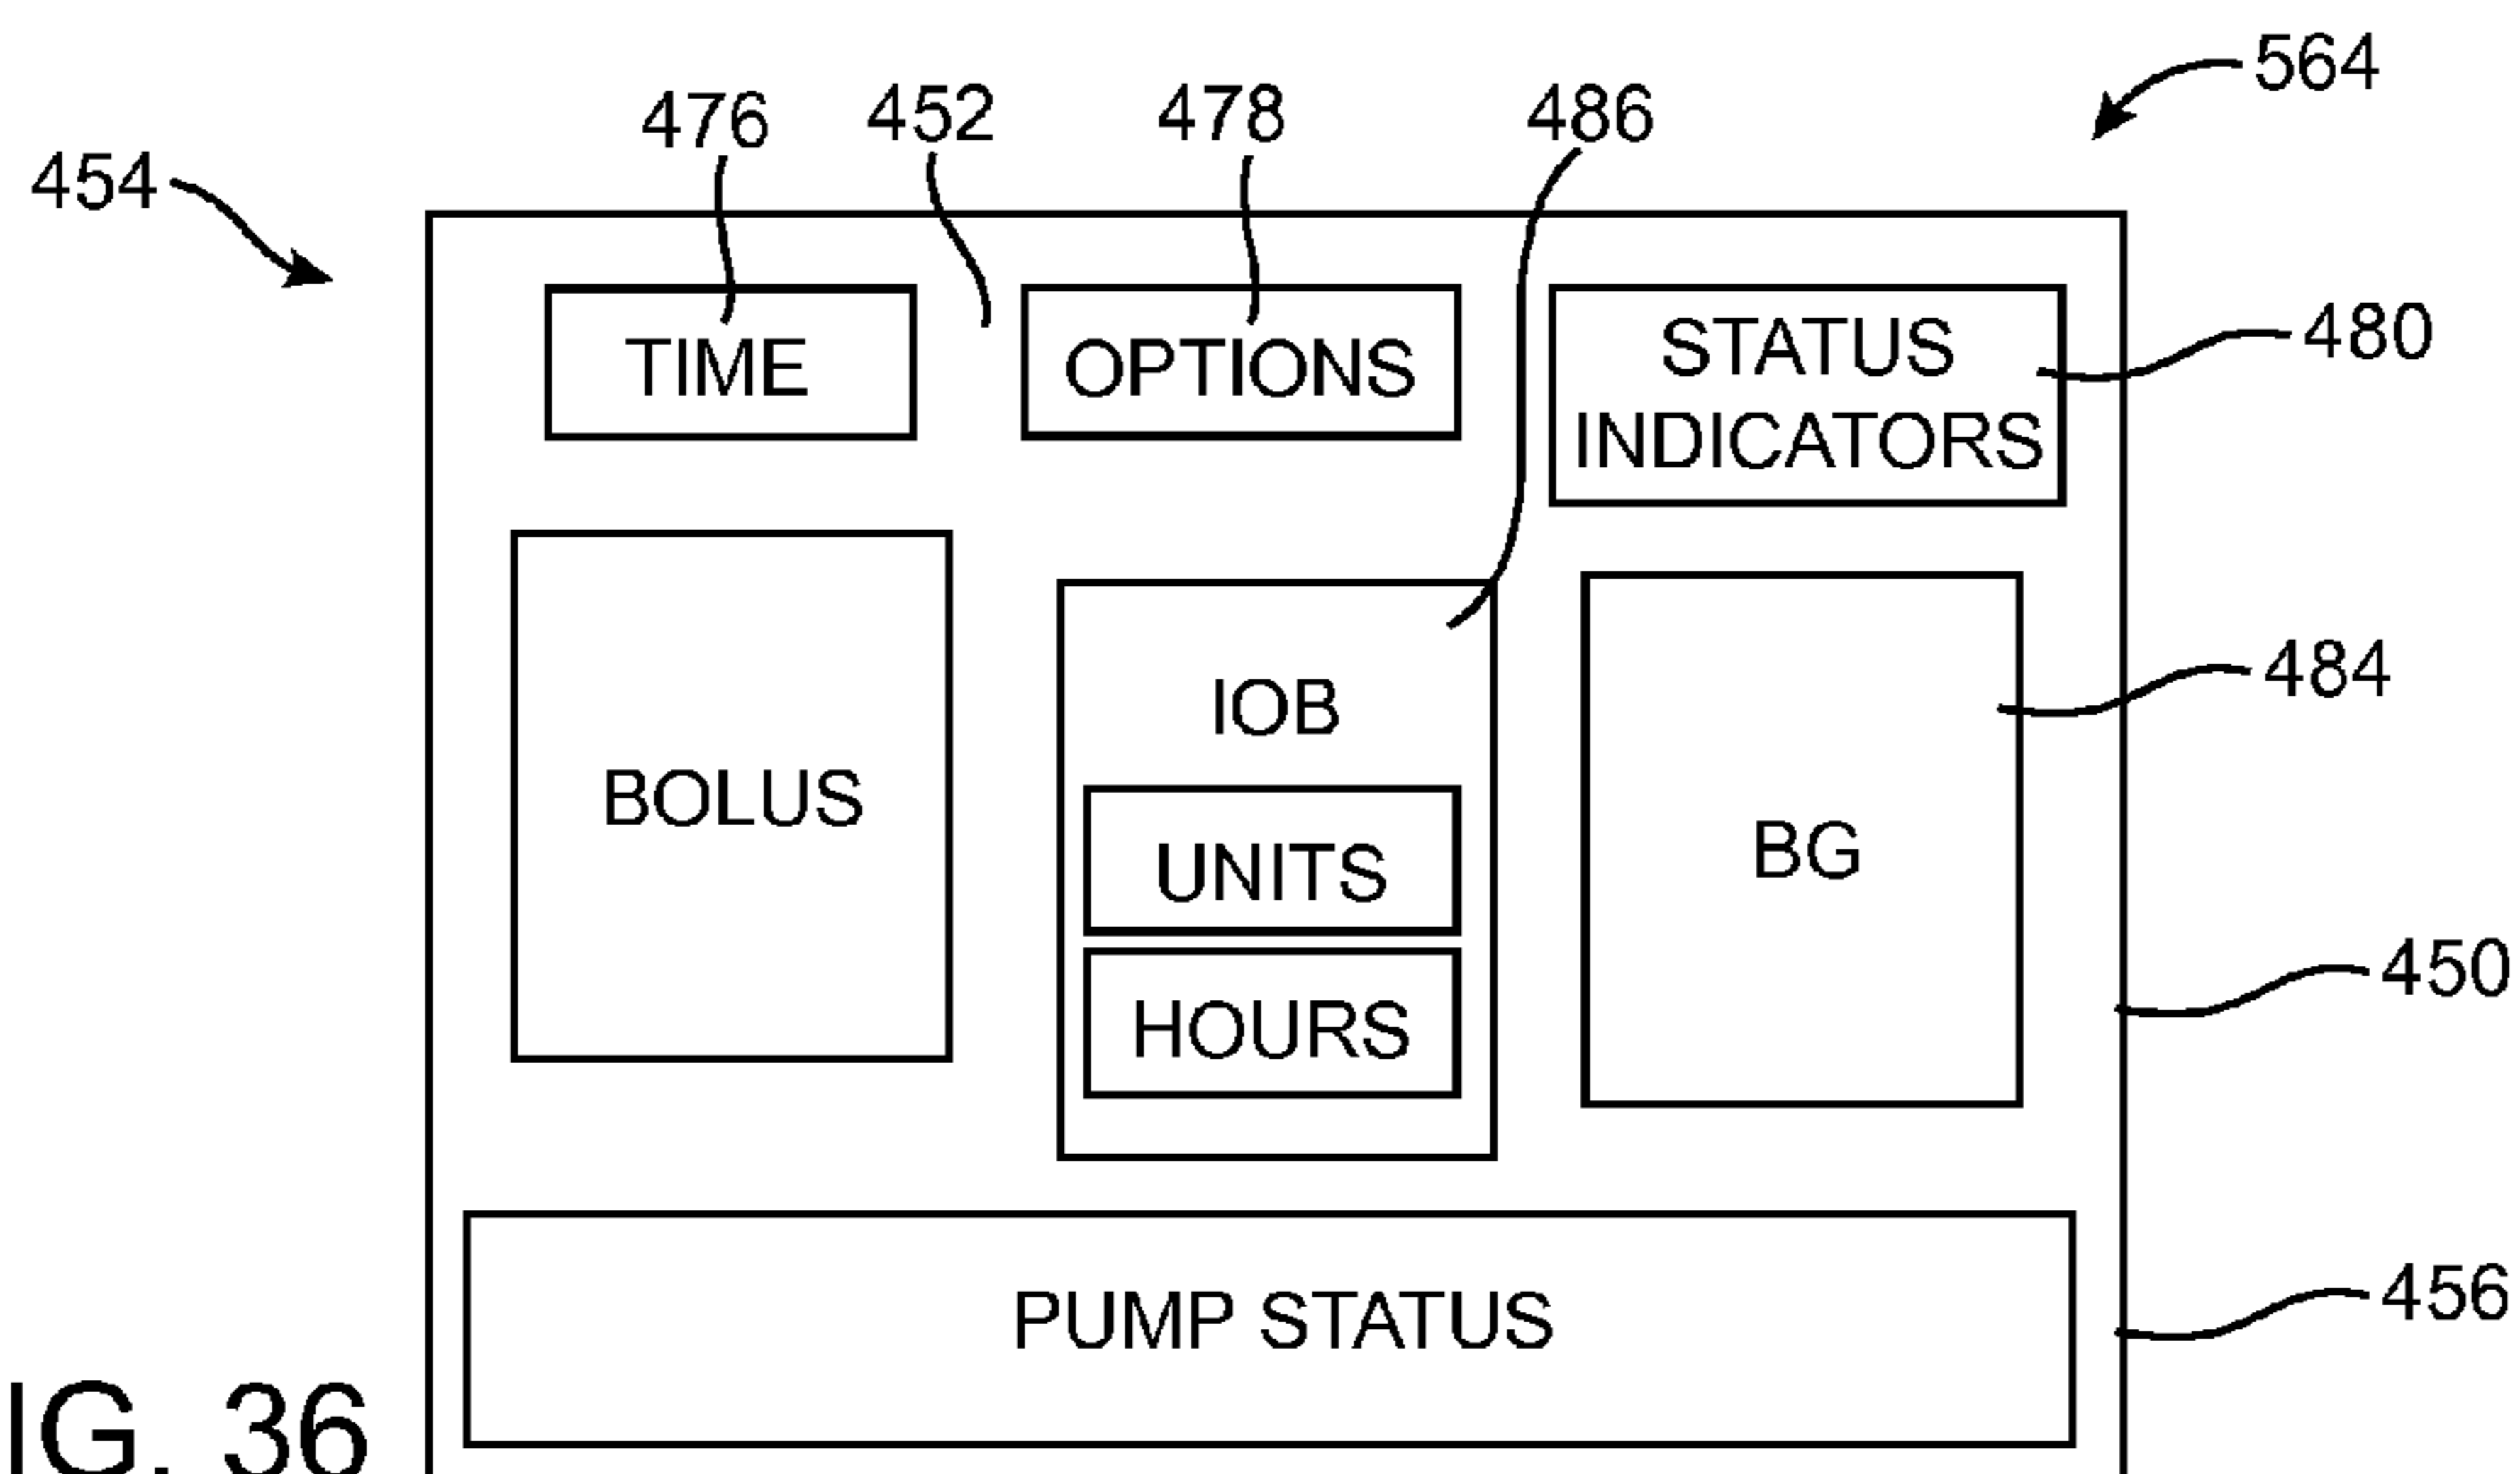 564
476 452 478 486
454
TIME
OPTIONS
STATUS
INDICATORS
480
484
BOLUS
IOB
UNITS
HOURS
BG
450
456
PUMP STATUS
IG. 36